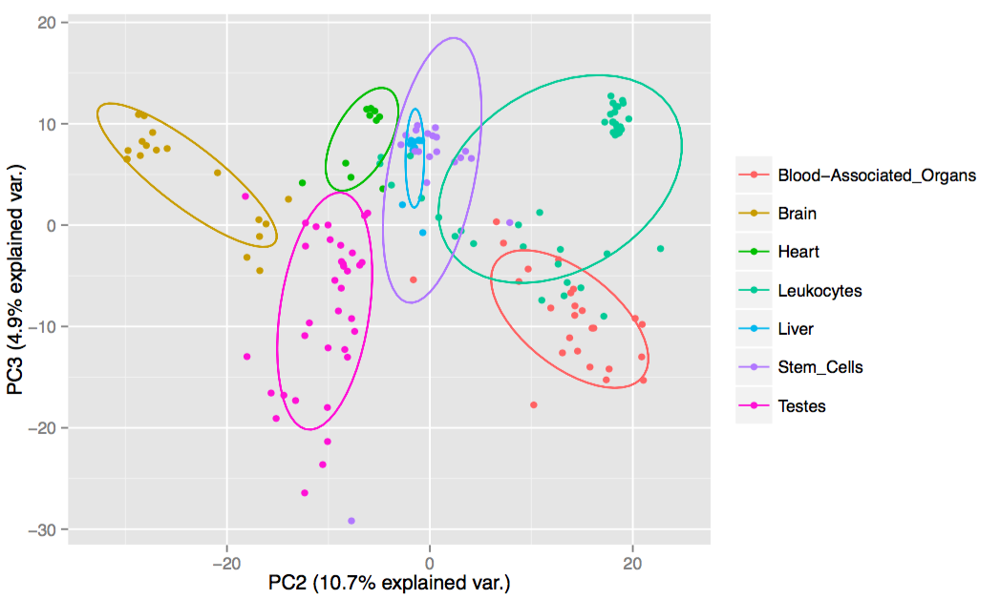 20
10
0
−10
−20
−30
PC3 (4.9% explained var.)
−20
0
20
PC2 (10.7% explained var.)
Blood−Associated_Organs
Brain
Heart
Leukocytes
Liver
Stem_Cells
Testes